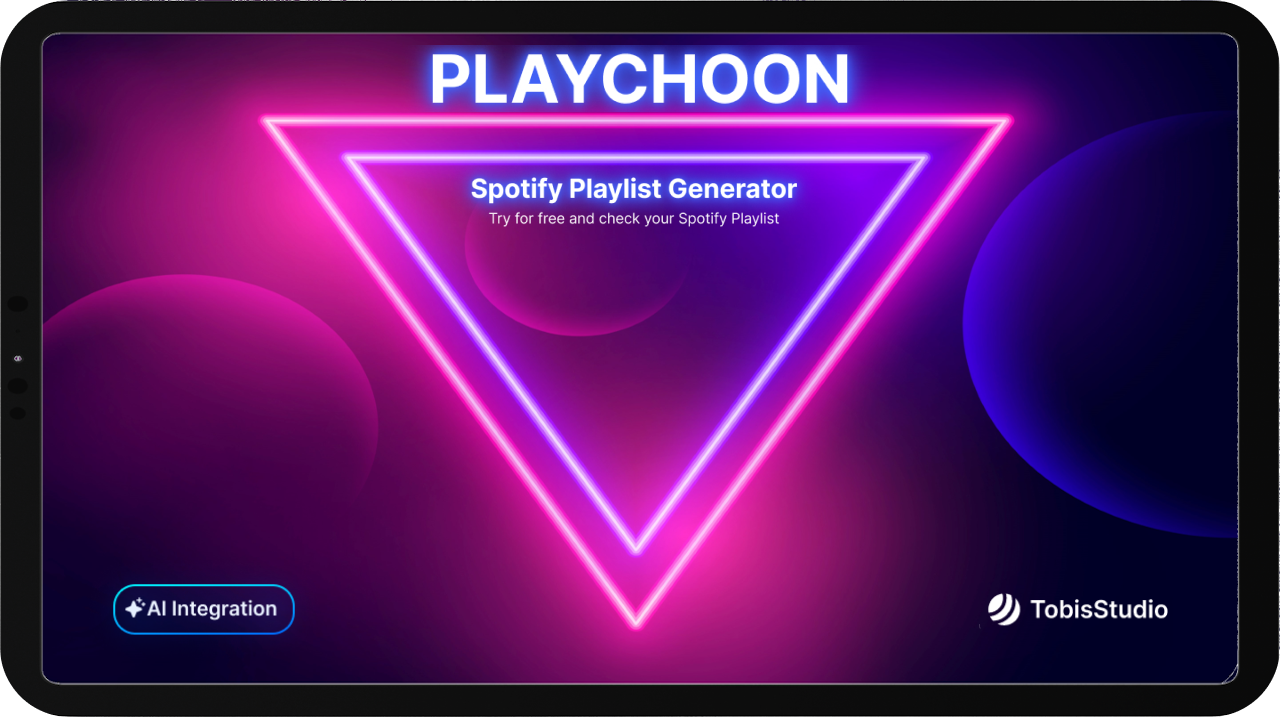 PLAYCHOON
Spotify Playlist Generator
Try for free and check your Spotify Playlist
AI Integration
TobisStudio